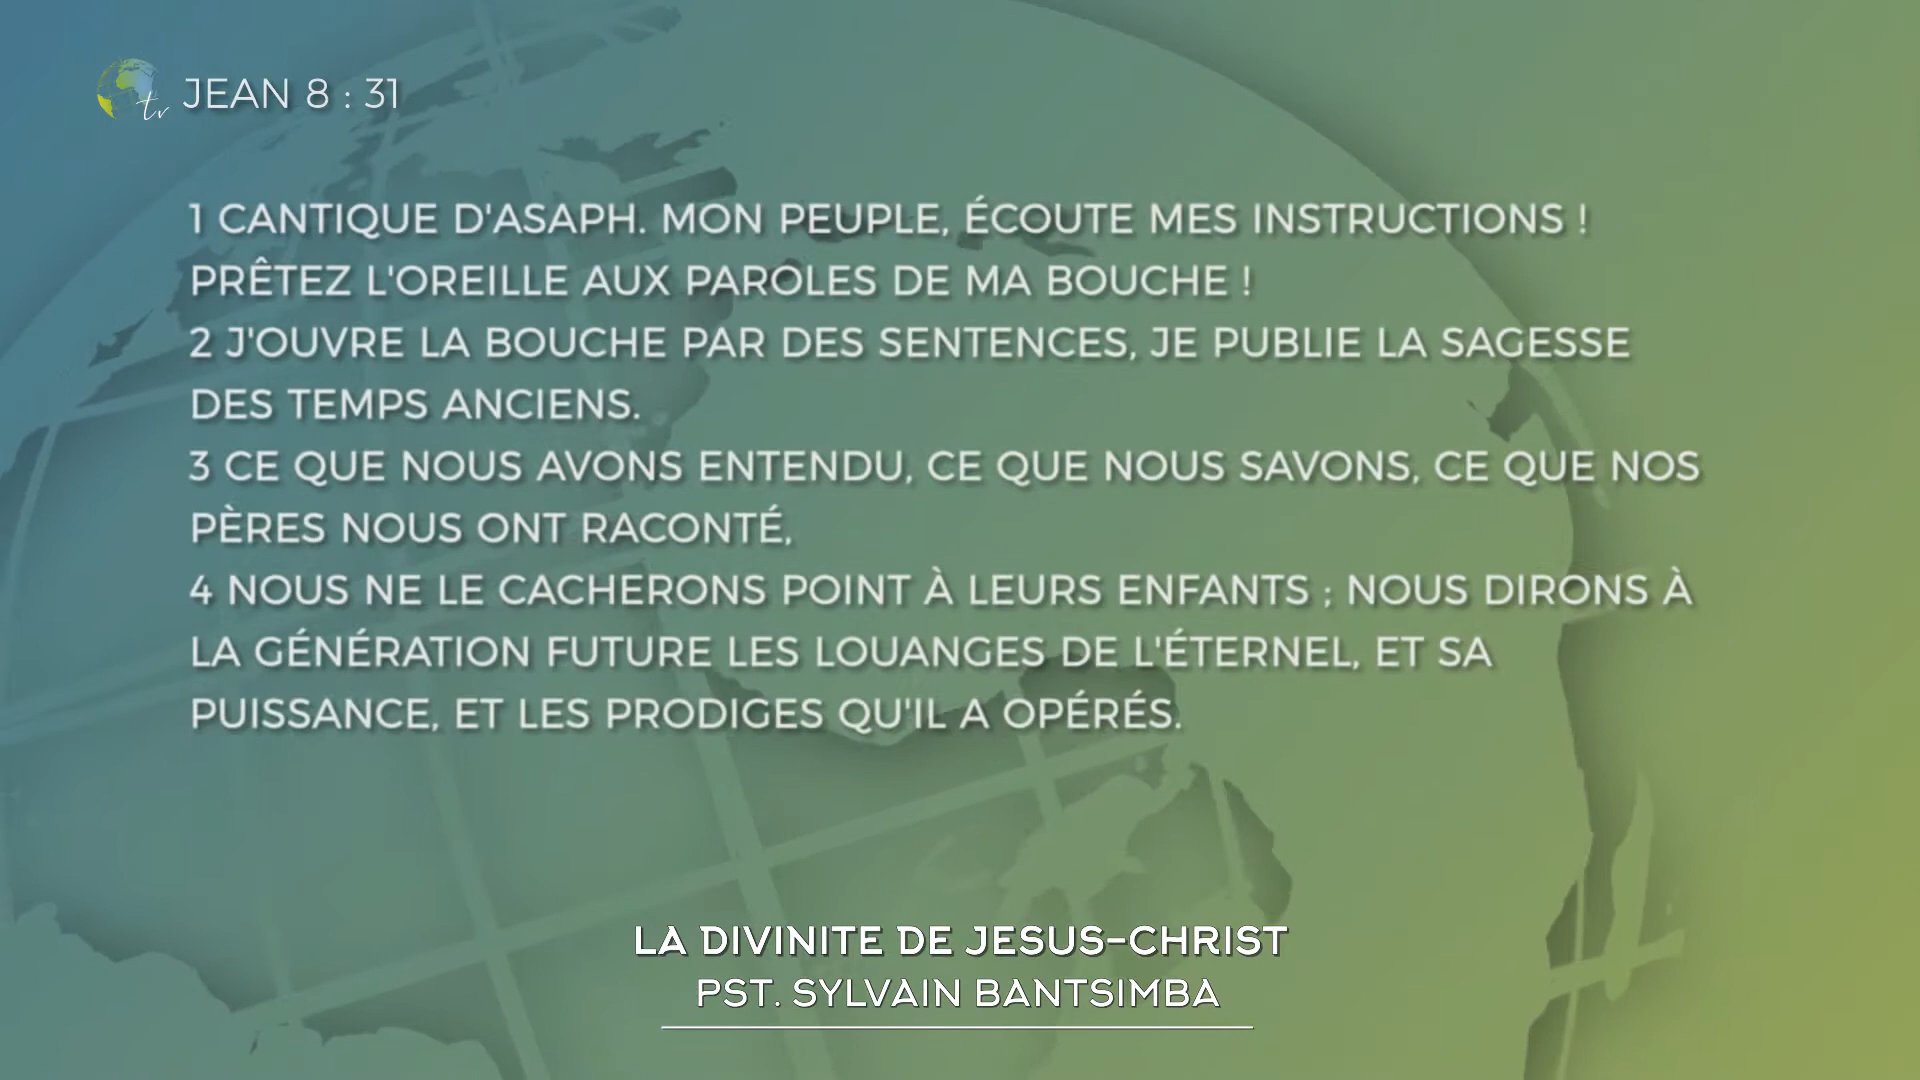 tv JEAN 8 : 31
1 CANTIQUE D'ASAPH. MON PEUPLE, ÉCOUTE MES INSTRUCTIONS !
PRÊTEZ L'OREILLE AUX PAROLES DE MA BOUCHE !
2 J'OUVRE LA BOUCHE PAR DES SENTENCES, JE PUBLIE LA SAGESSE
DES TEMPS ANCIENS.
3 CE QUE NOUS AVONS ENTENDU, CE QUE NOUS SAVONS, CE QUE NOS
PÈRES NOUS ONT RACONTÉ,
4 NOUS NE LE CACHERONS POINT À LEURS ENFANTS ; NOUS DIRONS À
LA GÉNÉRATION FUTURE LES LOUANGES DE L'ÉTERNEL, ET SA
PUISSANCE, ET LES PRODIGES QU'IL A OPÉRÉS.
LA DIVINITE DE JESUS-CHRIST
PST. SYLVAIN BANTSIMBA